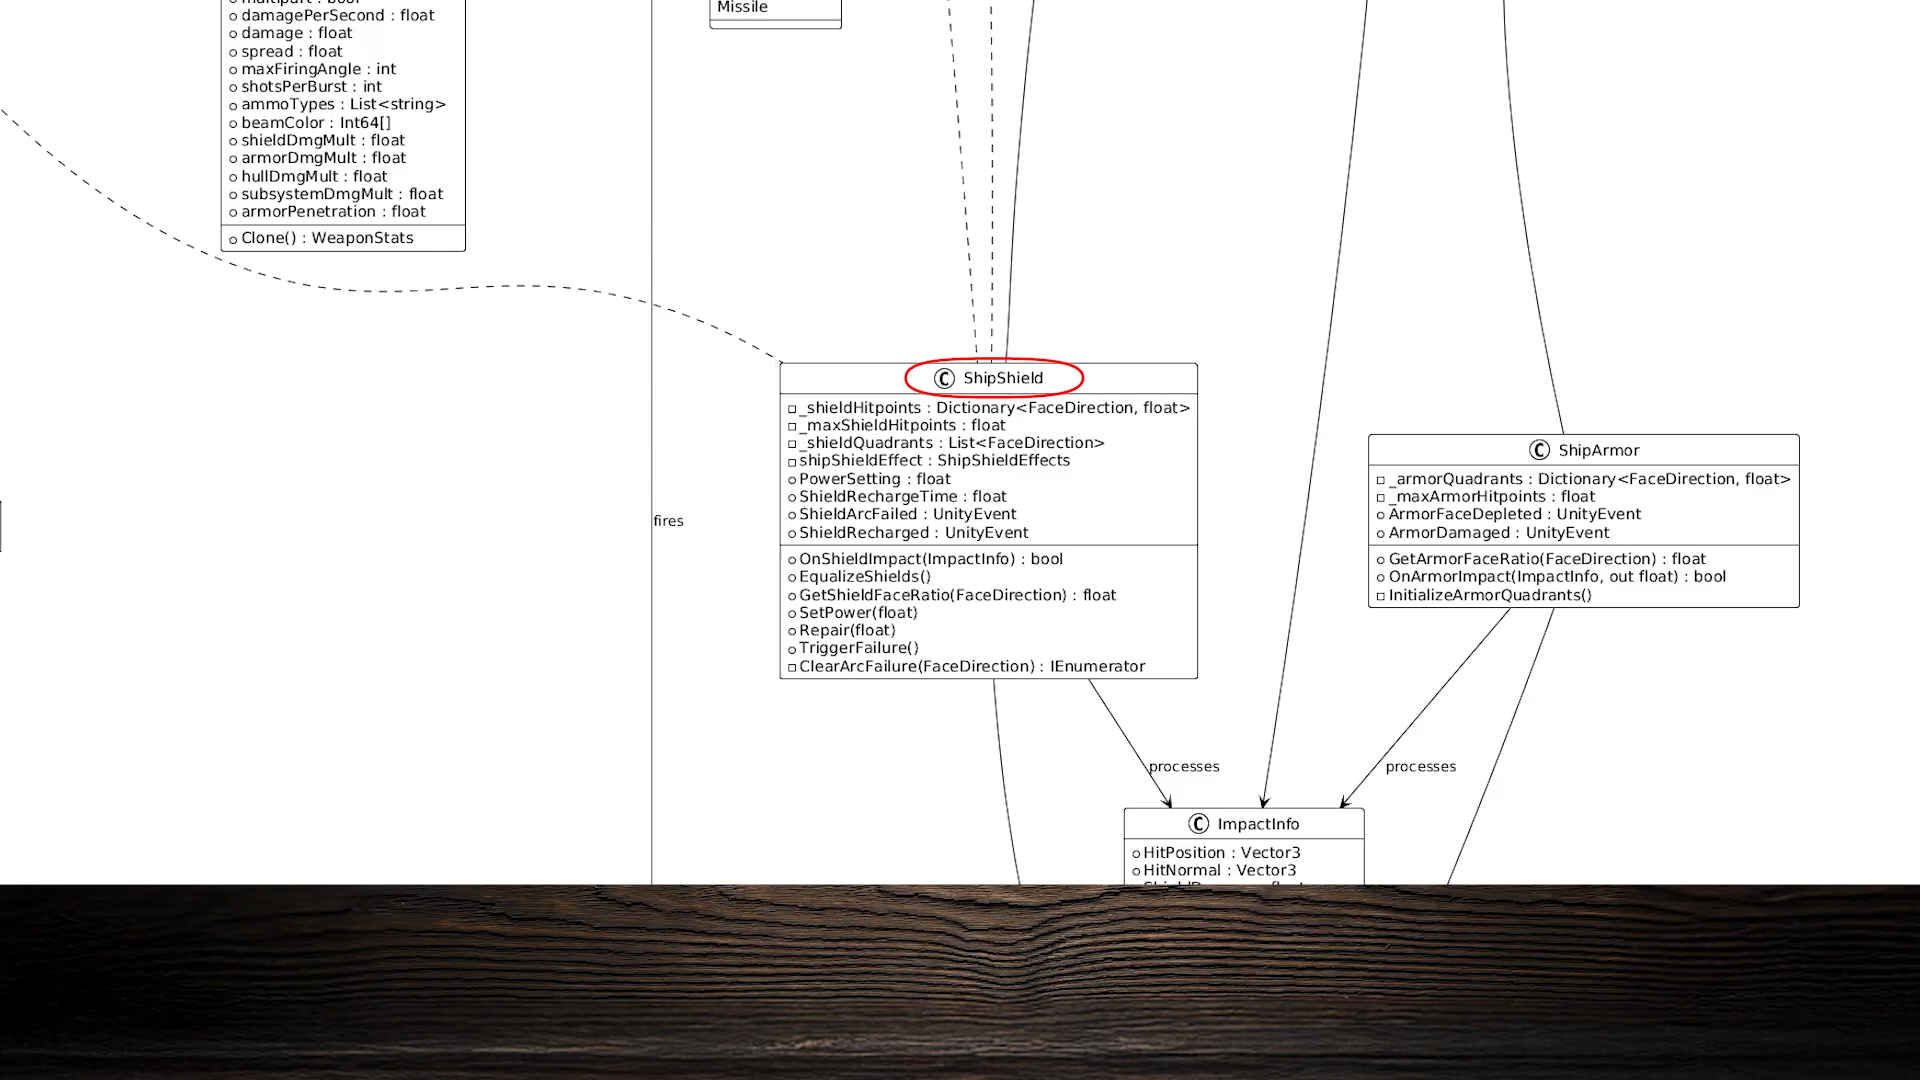 damagePerSecond : float
damage : float
spread : float
maxFiringAngle : int
shotsPerBurst : int
ammoTypes : List<string>
beamColor : Int64[]
shieldDmgMult : float
armorDmgMult : float
hullDmgMult : float
subsystemDmgMult : float
armorPenetration : float
Clone() : WeaponStats
Missile
fires
C ShipShield
_shieldHitpoints : Dictionary<FaceDirection, float>
_maxShieldHitpoints : float
_shieldQuadrants : List<FaceDirection>
shipShieldEffect : ShipShieldEffects
PowerSetting : float
ShieldRechargeTime : float
ShieldArcFailed : UnityEvent
ShieldRecharged : UnityEvent
OnShieldImpact(ImpactInfo) : bool
EqualizeShields()
GetShieldFaceRatio(FaceDirection) : float
SetPower(float)
Repair(float)
TriggerFailure()
ClearArcFailure(FaceDirection) : IEnumerator
C ShipArmor
_armorQuadrants : Dictionary<FaceDirection, float>
_maxArmorHitpoints : float
ArmorFaceDepleted : UnityEvent
ArmorDamaged : UnityEvent
GetArmorFaceRatio(FaceDirection) : float
OnArmorImpact(ImpactInfo, out float) : bool
InitializeArmorQuadrants()
processes
processes
C ImpactInfo
HitPosition : Vector3
HitNormal : Vector3